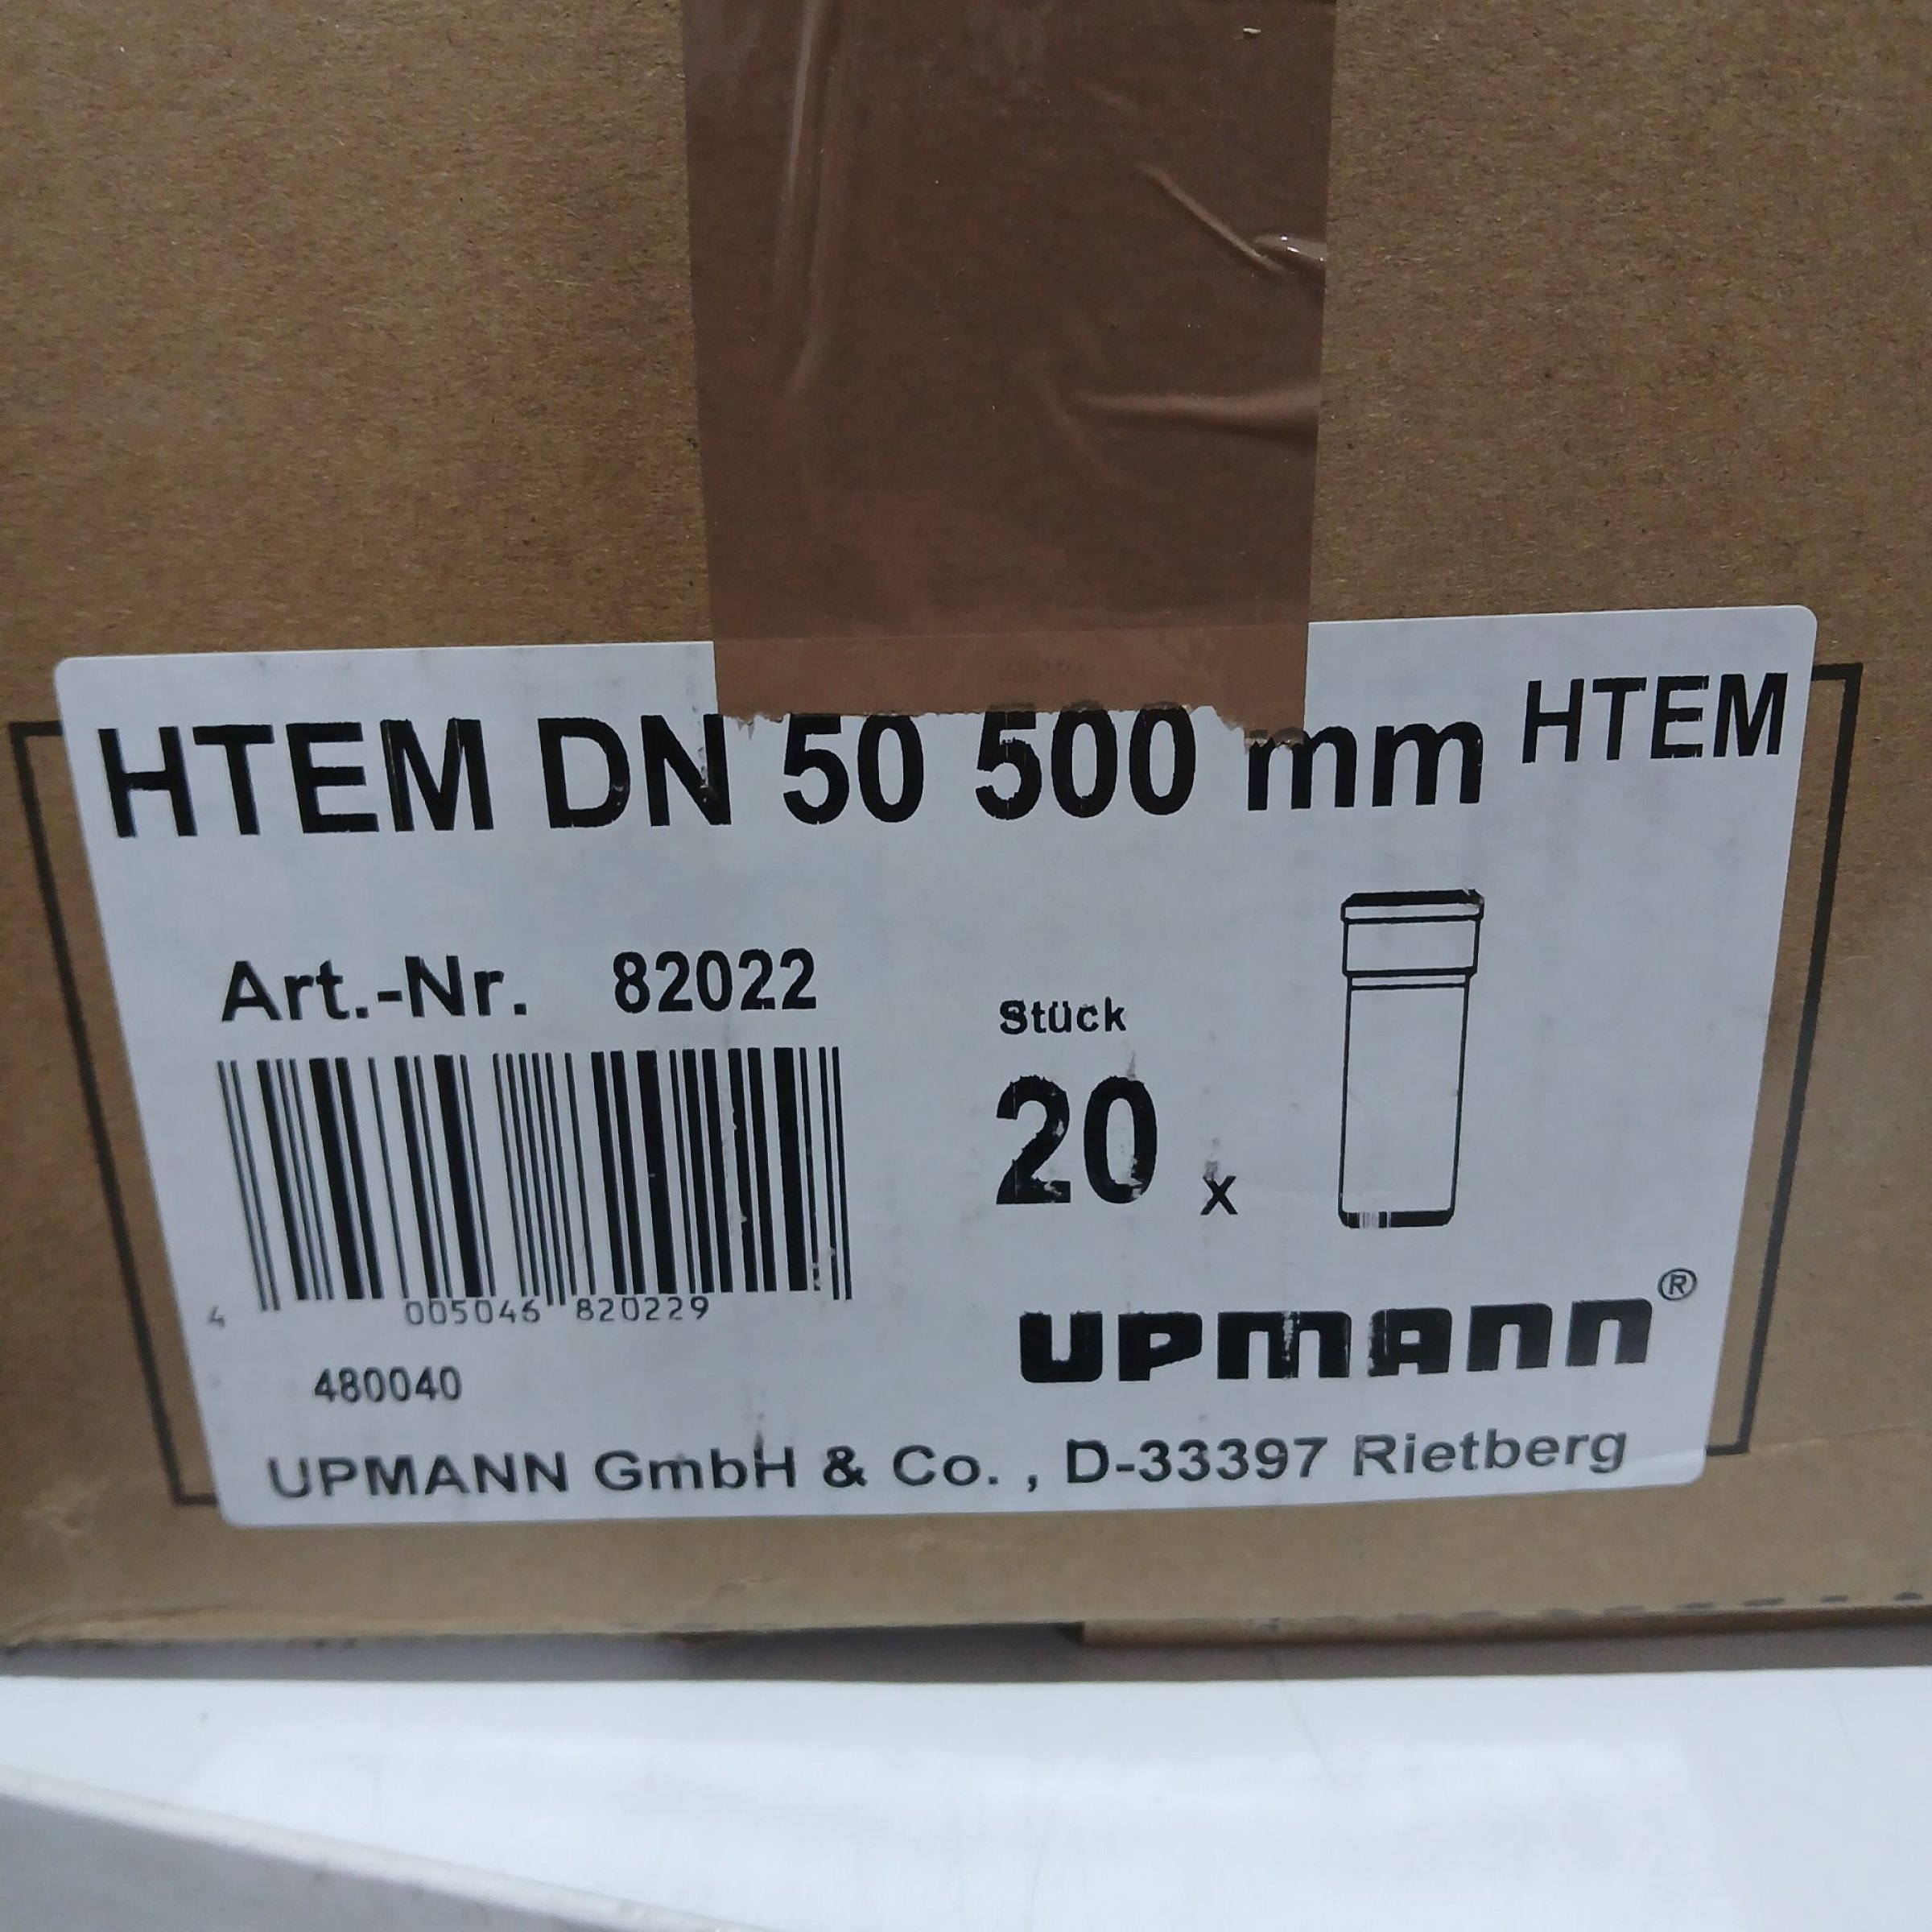 HTEM DN 50 500 mm HTEM
Art.-Nr. 82022
Stück
20 x
4 005046 820229
480040
UPMANN®
UPMANN GmbH & Co. , D-33397 Rietberg